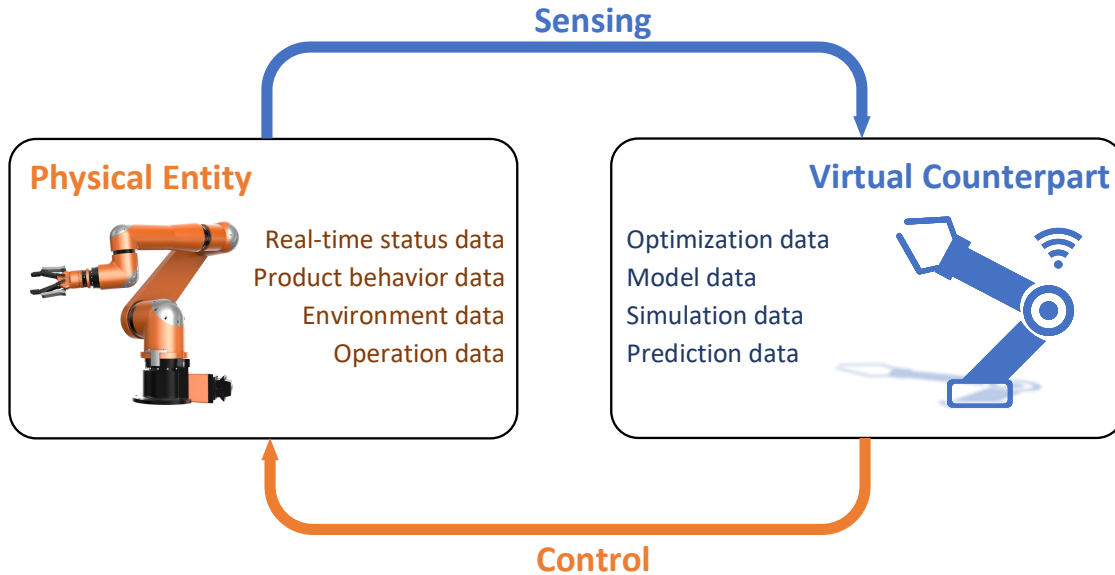 Sensing
Physical Entity
Real-time status data
Product behavior data
Environment data
Operation data
Virtual Counterpart
Optimization data
Model data
Simulation data
Prediction data
Control